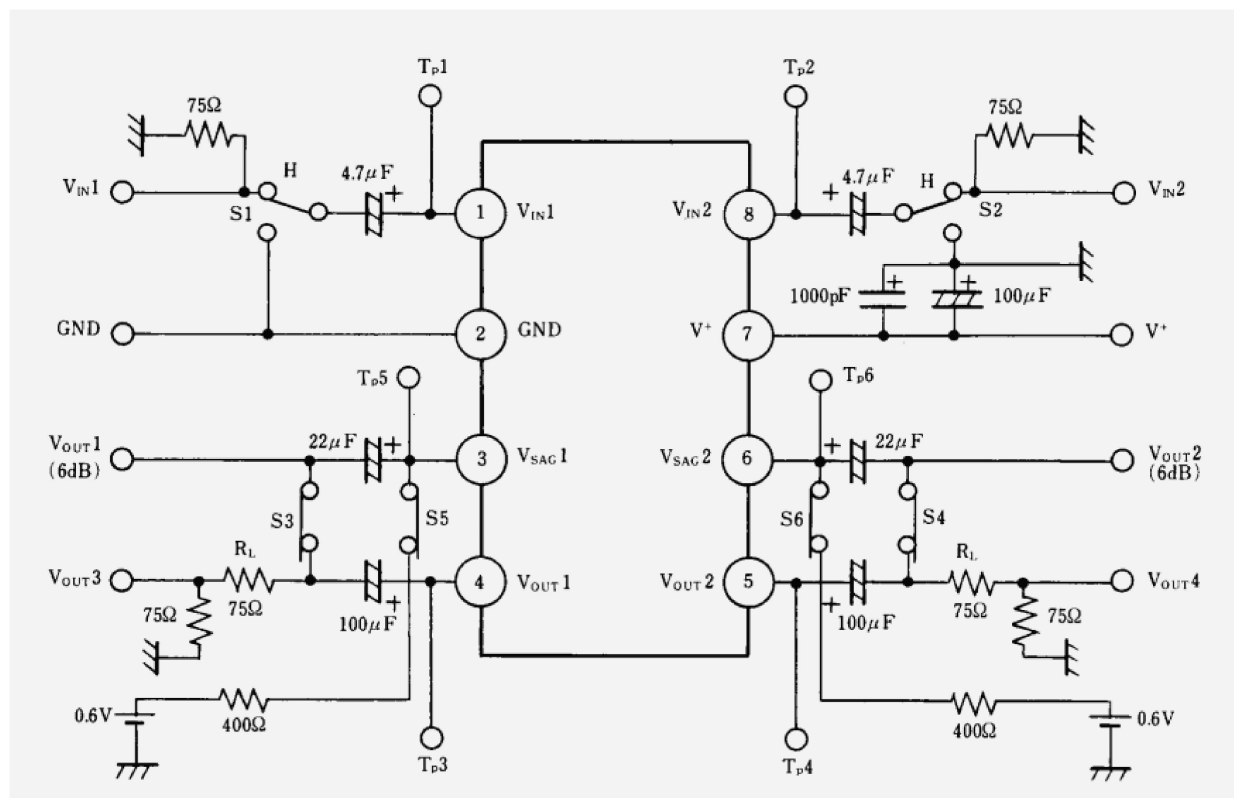 Tp1
Tp2
75Ω
75Ω
VIN1
H
4.7μF
+
S1
1
VIN1
VIN2
8
+
4.7μF
H
S2
VIN2
1000pF
+
+
100μF
GND
2
GND
V+
7
V+
Tp5
Tp6
VOUT1
(6dB)
22μF
+
3
VSAG1
VSAG2
6
+
22μF
VOUT2
(6dB)
S3
S5
S6
S4
RL
RL
VOUT3
4
VOUT1
VOUT2
5
VOUT4
75Ω
75Ω
100μF
+
+
100μF
75Ω
75Ω
0.6V
400Ω
400Ω
0.6V
Tp3
Tp4